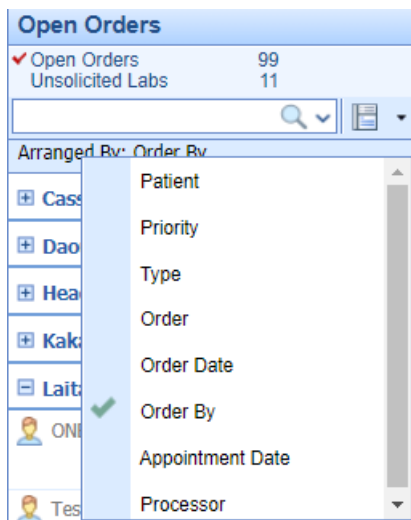 Open Orders
Open Orders 99
Unsolicited Labs 11
Arranged By: Order By
Patient
Priority
Type
Order
Order Date
Order By
Appointment Date
Processor